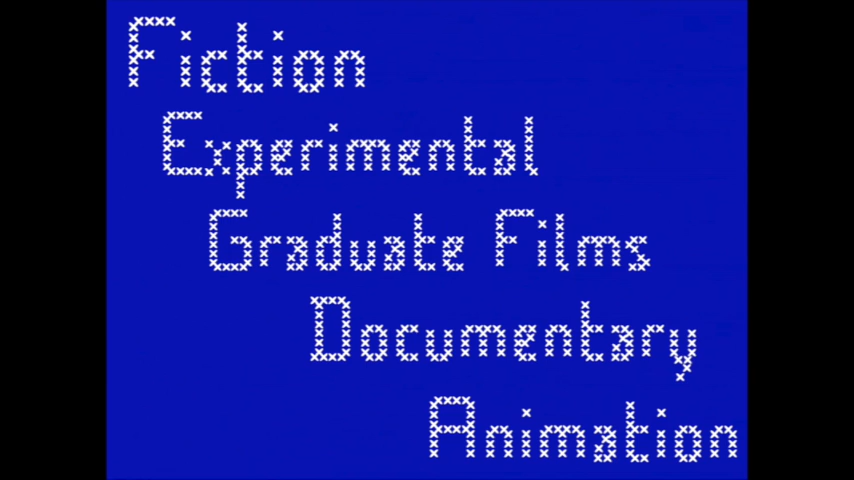 Fiction
Experimental
Graduate Films
Documentary
Animation